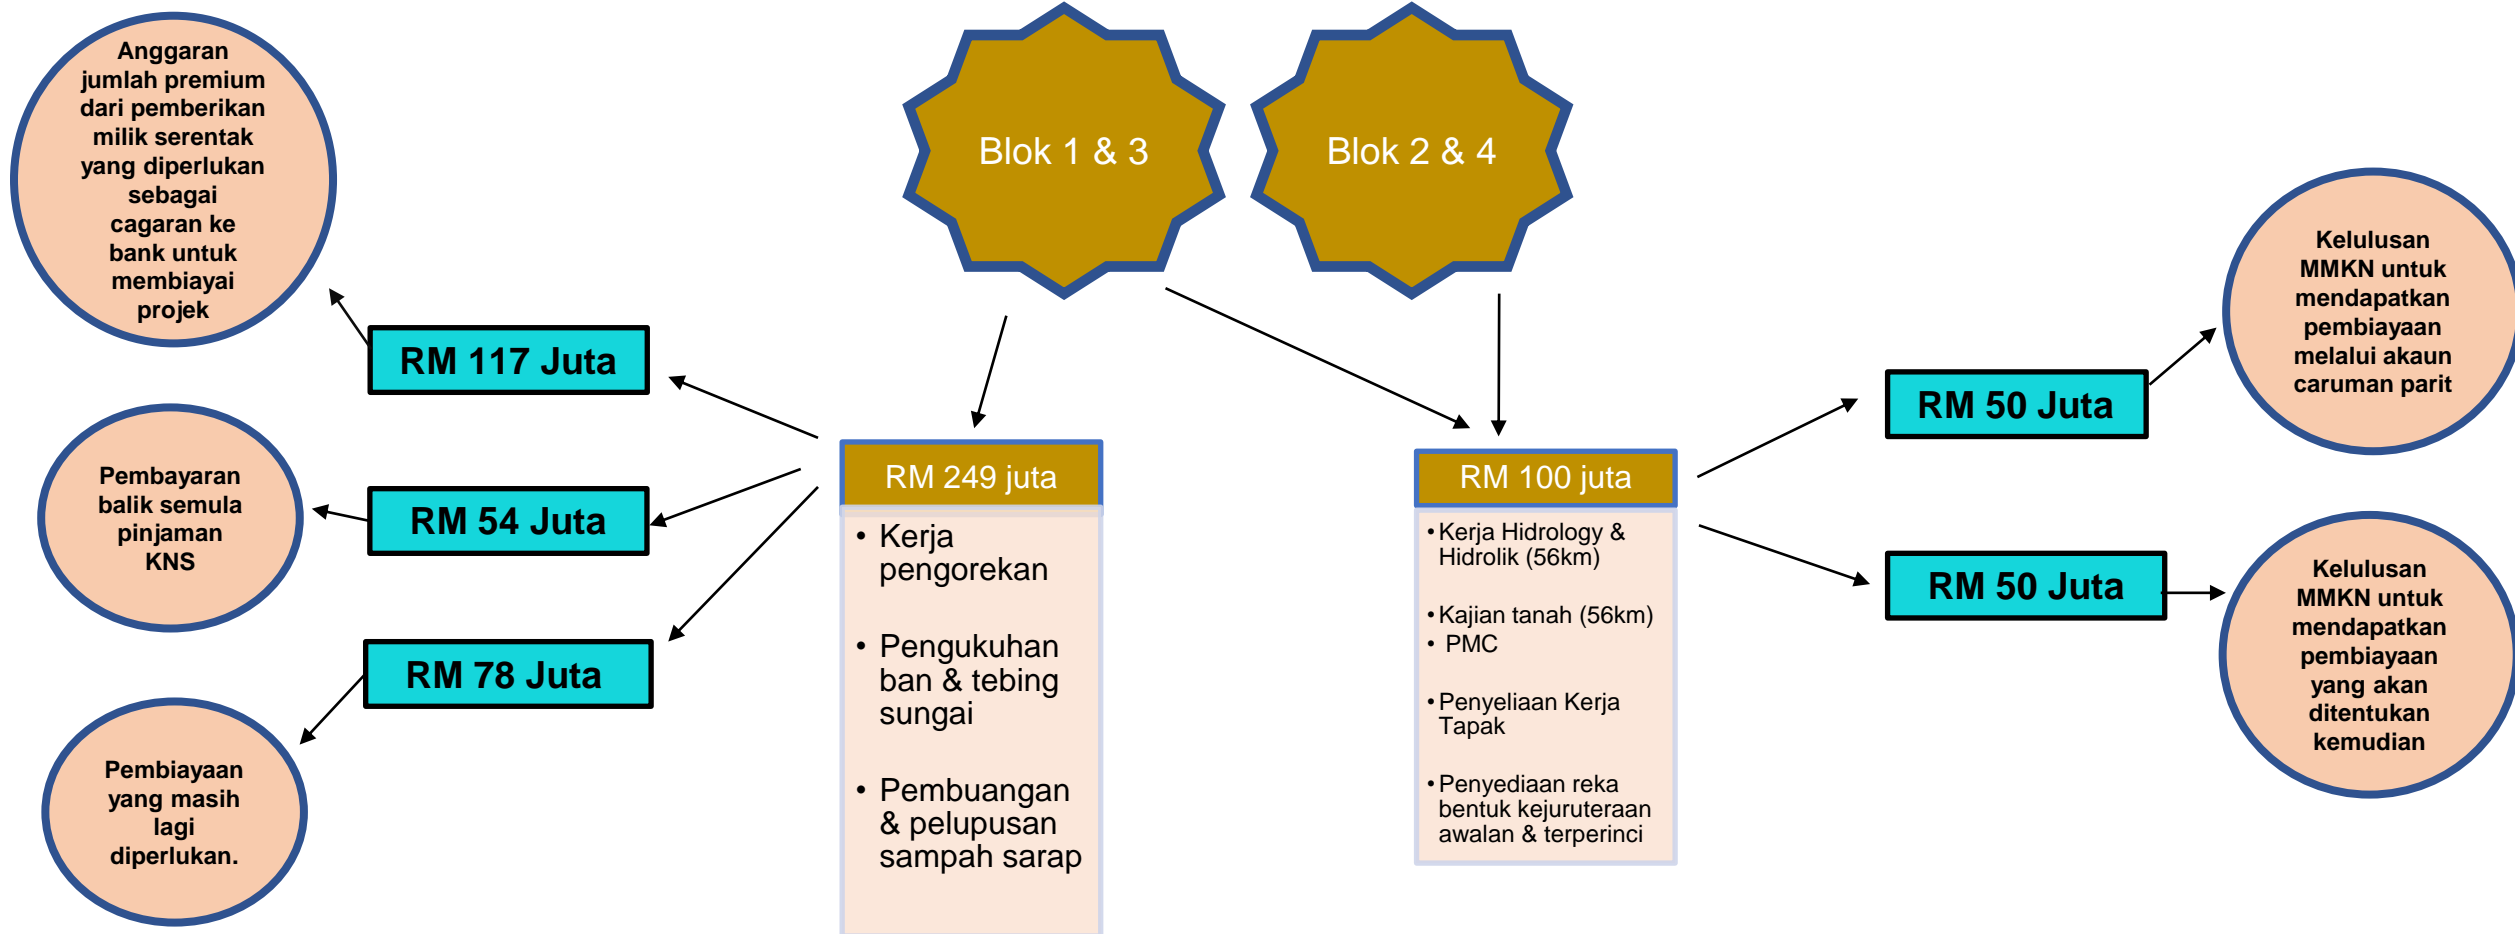 Anggaran
jumlah premium
dari pemberikan
milik serentak
yang diperlukan
sebagai
cagaran ke
bank untuk
membiayai
projek
Blok 1 & 3
Blok 2 & 4
Kelulusan
MMKN untuk
mendapatkan
pembiayaan
melalui akaun
caruman parit
RM 117 Juta
RM 50 Juta
Pembayaran
balik semula
pinjaman
KNS
RM 54 Juta
RM 249 juta
• Kerja
pengorekan
• Pengukuhan
ban & tebing
sungai
• Pembuangan
& pelupusan
sampah sarap
RM 100 juta
• Kerja Hidrology &
Hidrolik (56km)
• Kajian tanah (56km)
• PMC
• Penyeliaan Kerja
Tapak
• Penyediaan reka
bentuk kejuruteraan
awalan & terperinci
RM 50 Juta
Kelulusan
MMKN untuk
mendapatkan
pembiayaan
yang akan
ditentukan
kemudian
RM 78 Juta
Pembiayaan
yang masih
lagi
diperlukan.